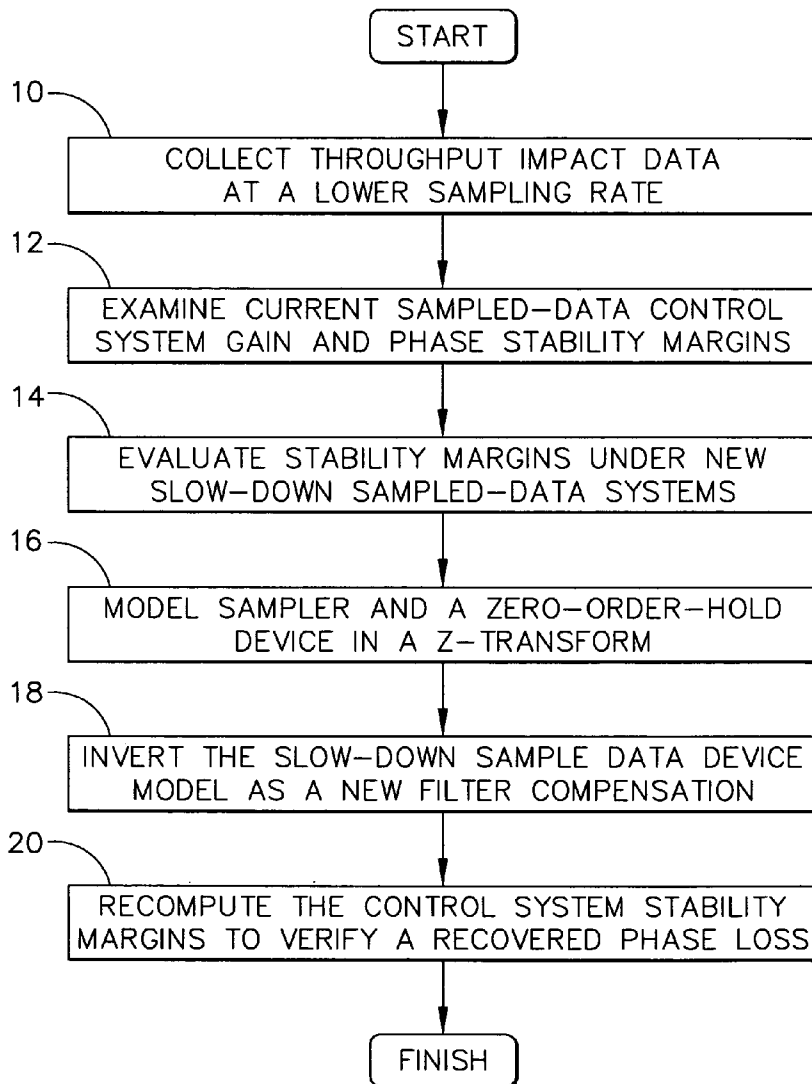 START
10
COLLECT THROUGHPUT IMPACT DATA
AT A LOWER SAMPLING RATE
12
EXAMINE CURRENT SAMPLED-DATA CONTROL
SYSTEM GAIN AND PHASE STABILITY MARGINS
14
EVALUATE STABILITY MARGINS UNDER NEW
SLOW-DOWN SAMPLED-DATA SYSTEMS
16
MODEL SAMPLER AND A ZERO-ORDER-HOLD
DEVICE IN A Z-TRANSFORM
18
INVERT THE SLOW-DOWN SAMPLE DATA DEVICE
MODEL AS A NEW FILTER COMPENSATION
20
RECOMPUTE THE CONTROL SYSTEM STABILITY
MARGINS TO VERIFY A RECOVERED PHASE LOSS
FINISH